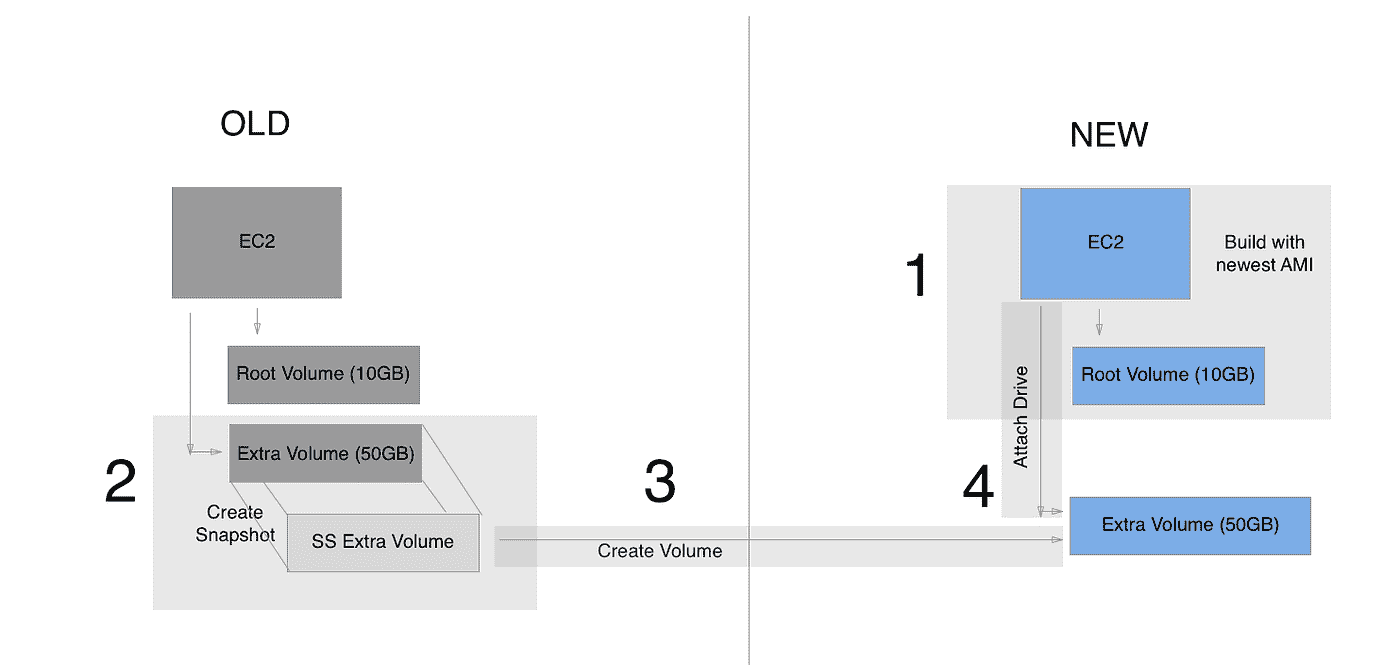 OLD
EC2
Root Volume (10GB)
2
Extra Volume (50GB)
Create
Snapshot
SS Extra Volume
3
Create Volume
NEW
1
EC2
Build with
newest AMI
Root Volume (10GB)
Attach Drive
4
Extra Volume (50GB)